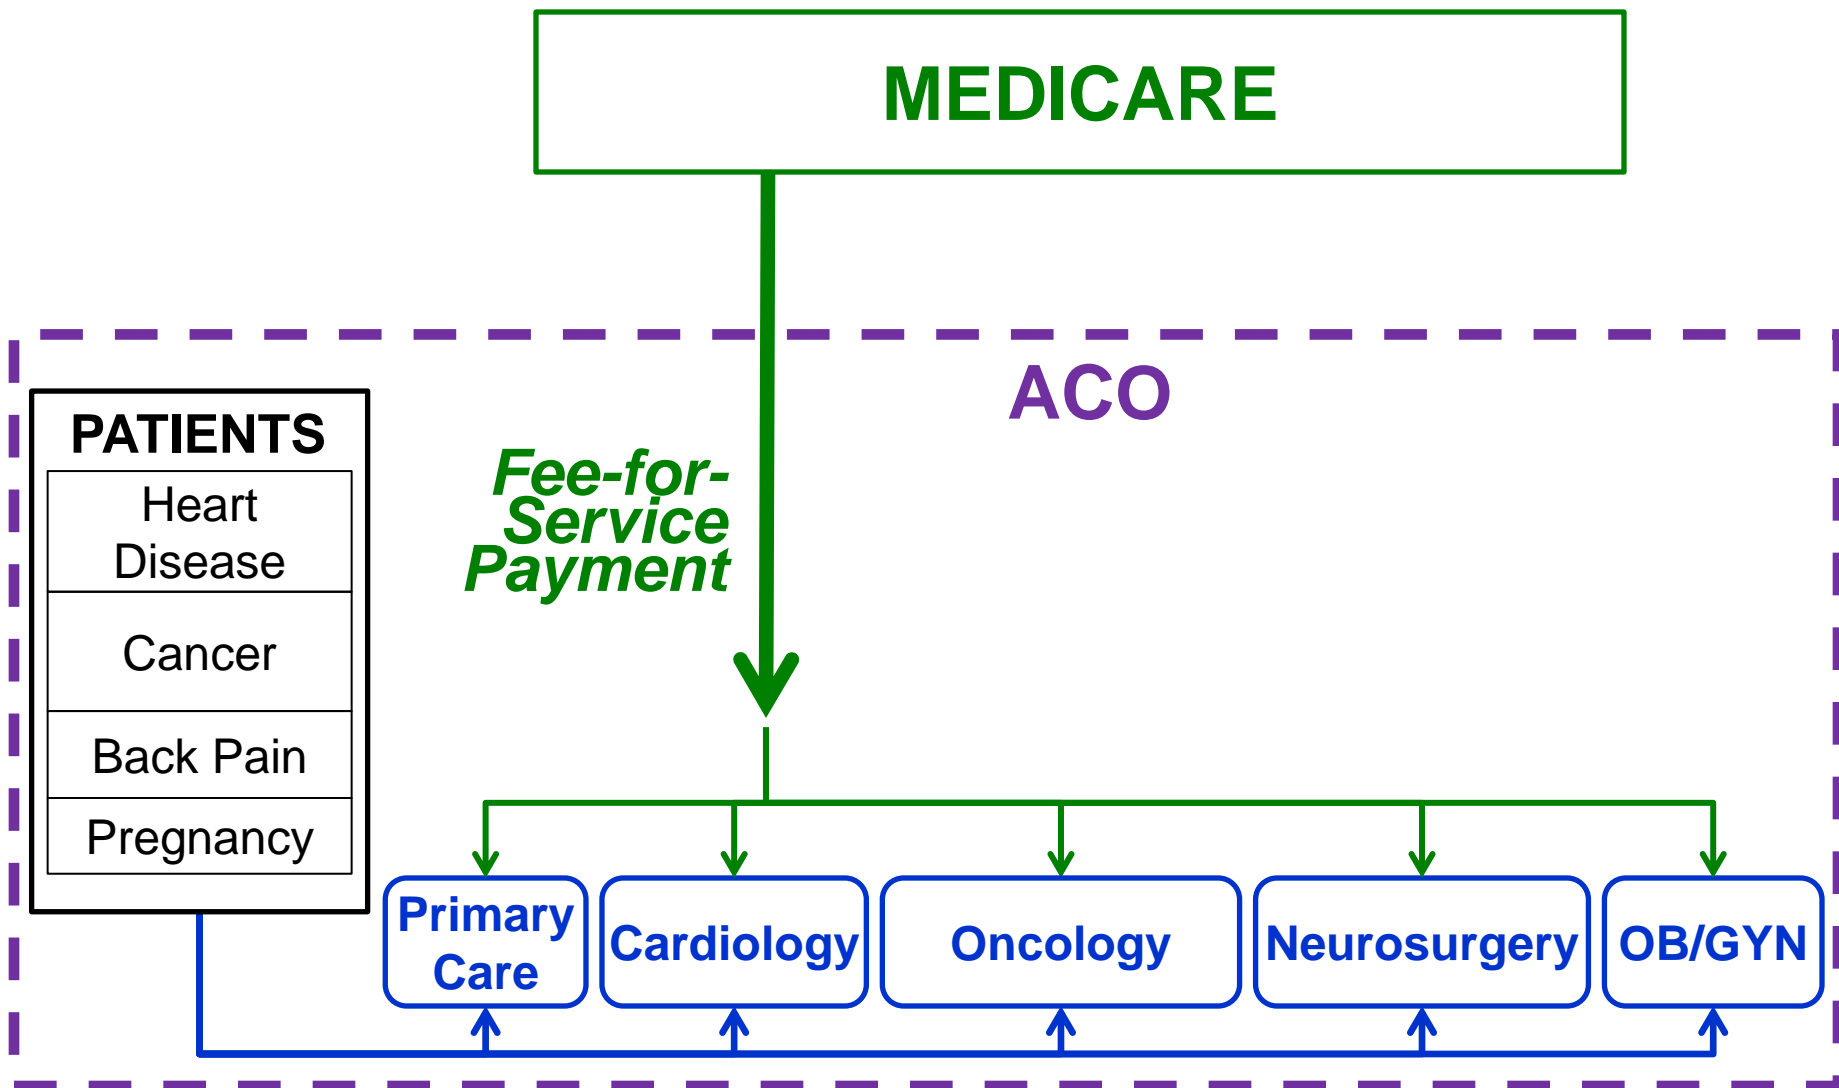 MEDICARE
ACO
PATIENTS
Heart
Disease
Cancer
Back Pain
Pregnancy
Fee-for-
Service
Payment
Primary
Care
Cardiology
Oncology
Neurosurgery
OB/GYN